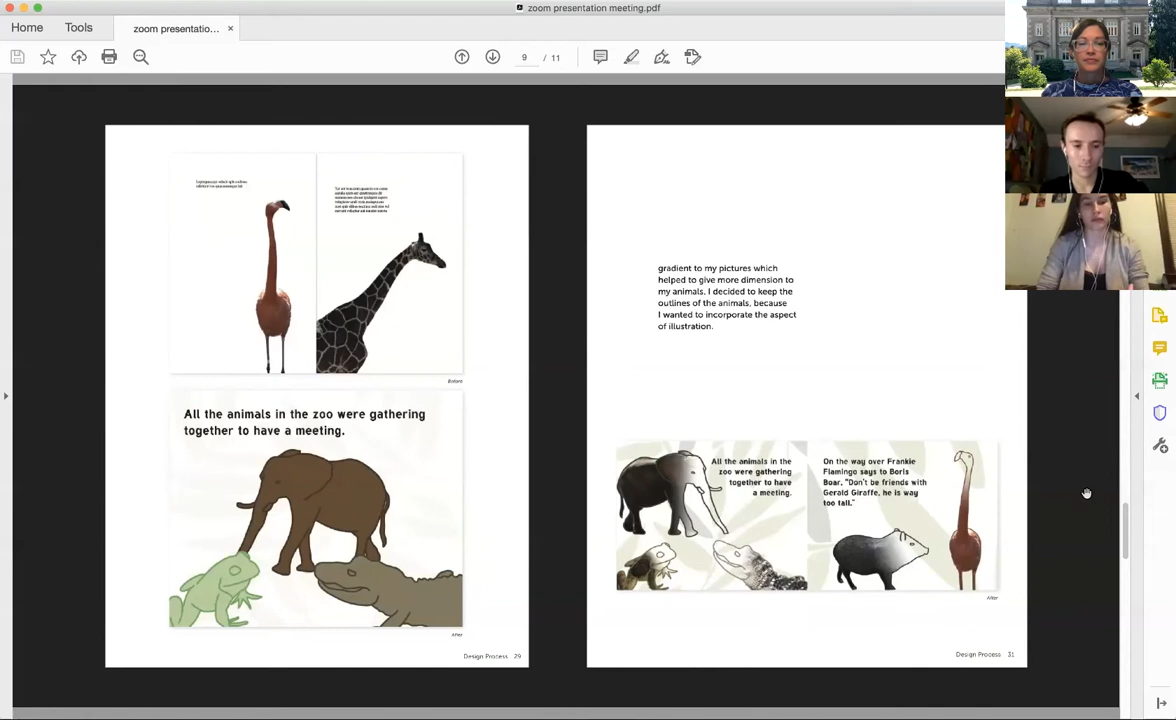 zoom presentation meeting.pdf
Home
Tools
zoom presentatio...
9 / 11
Before
All the animals in the zoo were gathering
together to have a meeting.
After
Design Process 29
gradient to my pictures which
helped to give more dimension to
my animals. I decided to keep the
outlines of the animals, because
I wanted to incorporate the aspect
of illustration.
All the animals in the
zoo were gathering
together to have
a meeting.
On the way over Frankie
Flamingo says to Boris
Boar, "Don't be friends with
Gerald Giraffe, he is way
too tall."
After
Design Process 31